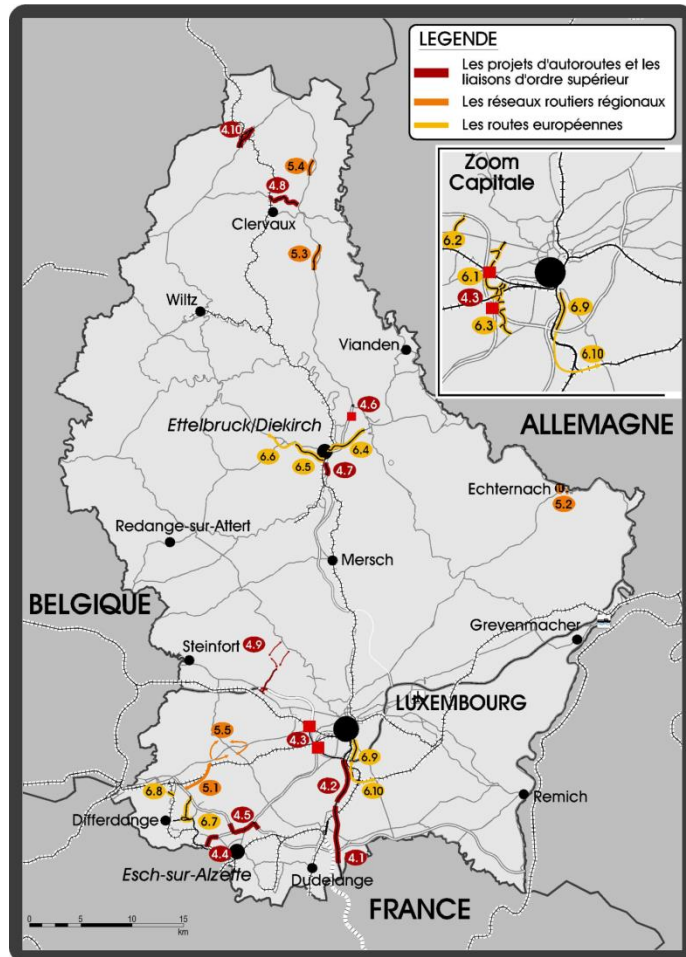 LEGENDE
Les projets d'autoroutes et les
liaisons d'ordre supérieur
Les réseaux routiers régionaux
Les routes européennes
Zoom
Capitale
6.2
6.1
4.3
6.3
6.9
6.10
4.10
5.4
4.8
Clervaux
5.3
Wiltz
Vianden
4.6
ALLEMAGNE
Ettelbruck/Diekirch
6.4
6.6
6.5
4.7
Echternach
5.2
Redange-sur-Attert
Mersch
BELGIQUE
Grevenmacher
Steinfort
4.9
LUXEMBOURG
5.5
4.3
6.9
5.1
4.2
6.10
6.8
Remich
Differdange
6.7
4.5
4.4
4.1
Esch-sur-Alzette
Dudelange
FRANCE
0 5 10 15
km